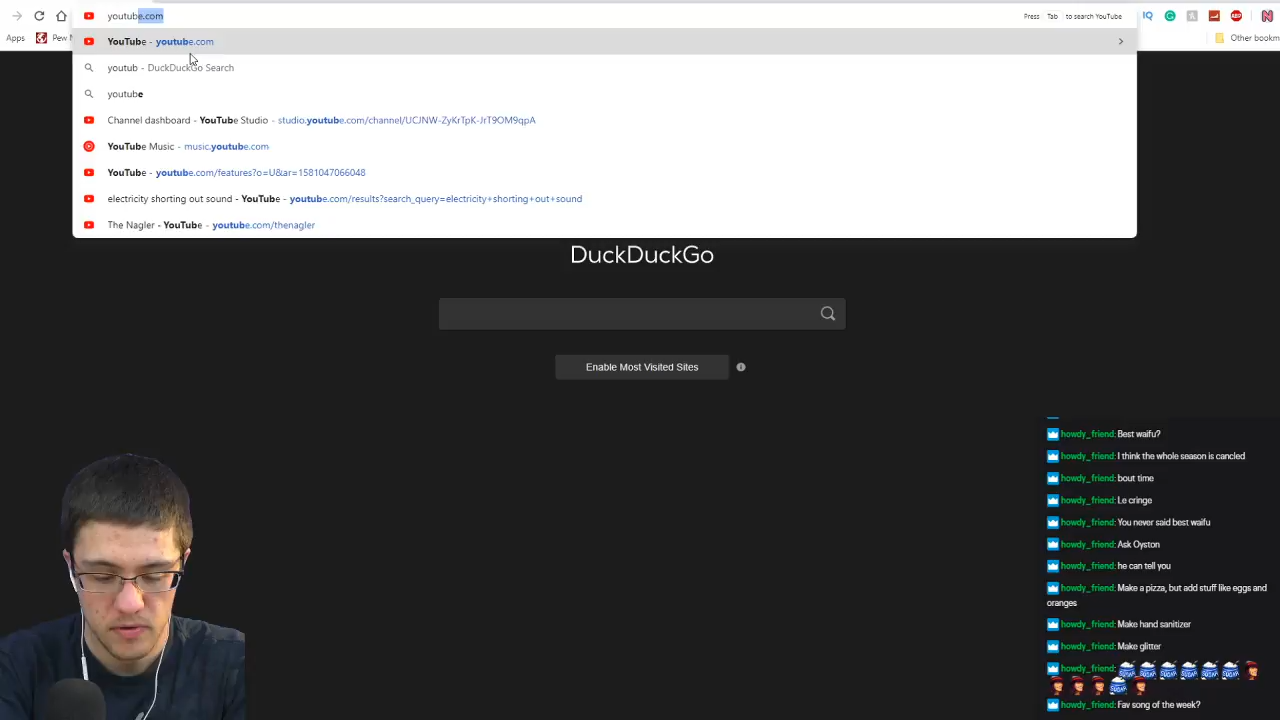 youtube.com
Press Tab to search YouTube
Apps
Pew
Other bookm
YouTube - youtube.com
youtub - DuckDuckGo Search
youtube
Channel dashboard - YouTube Studio - studio.youtube.com/channel/UCJNW-ZyKrTpK-JrT9OM9qpA
YouTube Music - music.youtube.com
YouTube - youtube.com/features?o=U&ar=1581047066048
electricity shorting out sound - YouTube - youtube.com/results?search_query=electricity+shorting+out+sound
The Nagler - YouTube - youtube.com/thenagler
DuckDuckGo
Enable Most Visited Sites
howdy_friend: Best waifu?
howdy_friend: I think the whole season is cancled
howdy_friend: bout time
howdy_friend: Le cringe
howdy_friend: You never said best waifu
howdy_friend: Ask Oyston
howdy_friend: he can tell you
howdy_friend: Make a pizza, but add stuff like eggs and
oranges
howdy_friend: Make hand sanitizer
howdy_friend: Make glitter
howdy_friend:
howdy_friend: Fav song of the week?